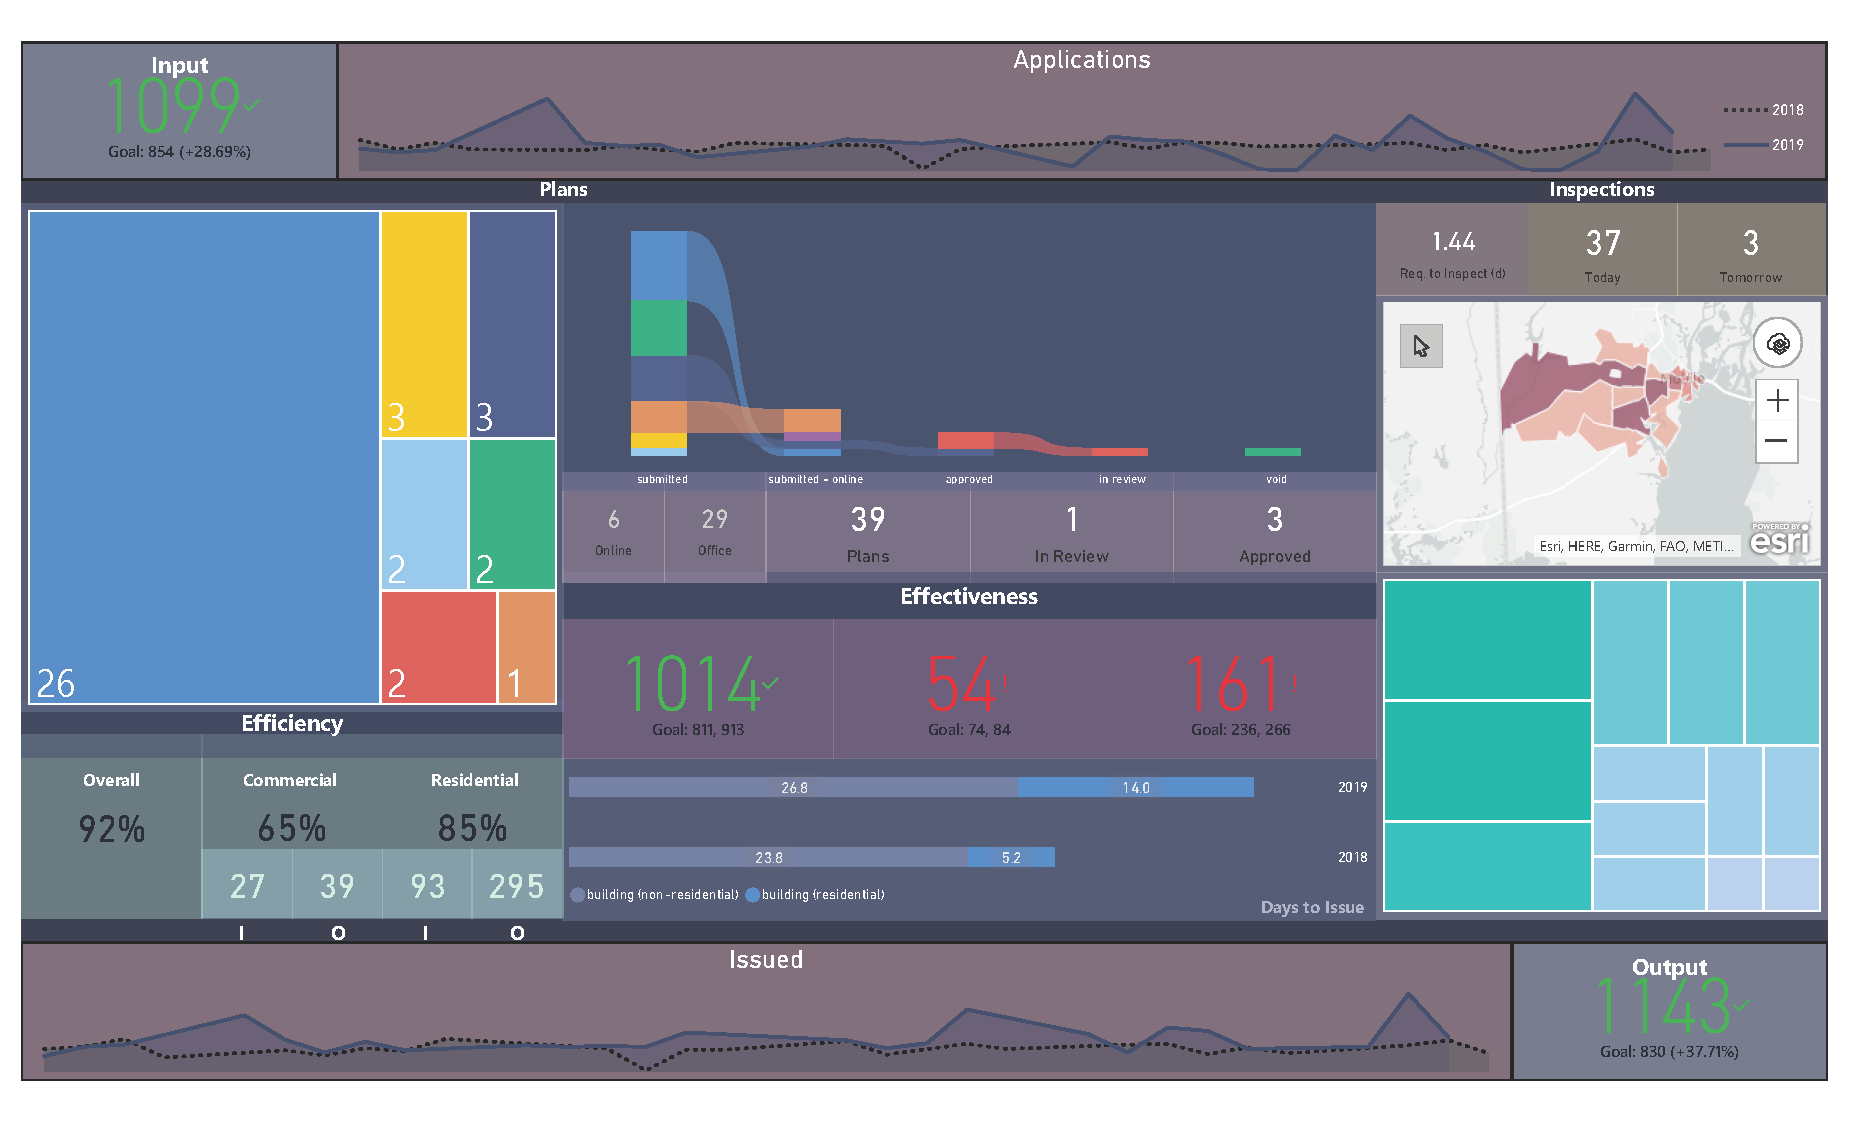 Input
1099
Goal: 854 (+28.69%)
Applications
2018
2019
Plans
Inspections
26
3
3
2
2
2
1
submitted
submitted - online
approved
in review
void
6
Online
29
Office
39
Plans
1
In Review
3
Approved
1.44
Req. to Inspect (d)
37
Today
3
Tomorrow
Mobile
Esri, HERE, Garmin, FAO, METI...
POWERED BY
esri
Effectiveness
1014
Goal: 811, 913
54!
Goal: 74, 84
161!
Goal: 236, 266
26.8
14.0
2019
23.8
5.2
2018
building (non-residential)
building (residential)
Days to Issue
Efficiency
Overall
92%
Commercial
65%
Residential
85%
27
39
93
295
I
O
I
O
Issued
Output
1143
Goal: 830 (+37.71%)